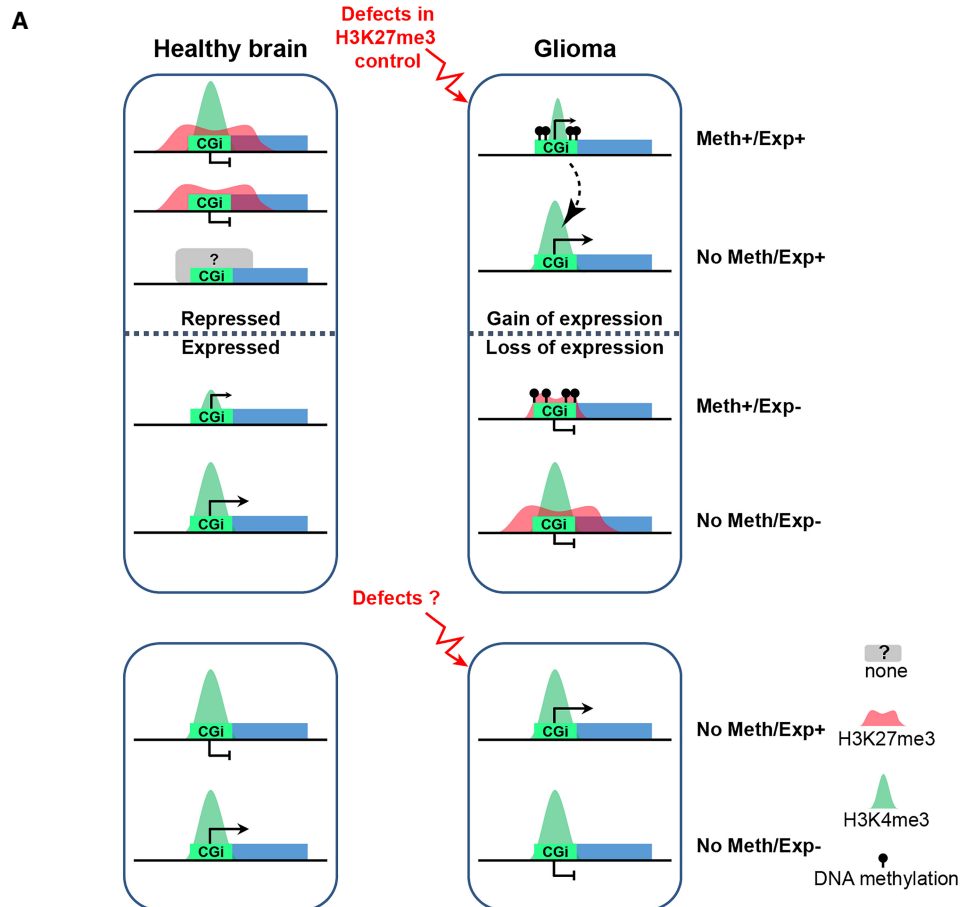 A
Defects in
H3K27me3
control
Healthy brain
Glioma
CGi
CGi
?
CGi
Repressed
Expressed
CGi
CGi
CGi
Meth+/Exp+
CGi
No Meth/Exp+
Gain of expression
Loss of expression
CGi
Meth+/Exp-
CGi
No Meth/Exp-
Defects ?
CGi
CGi
CGi
No Meth/Exp+
CGi
No Meth/Exp-
?
none
H3K27me3
H3K4me3
DNA methylation